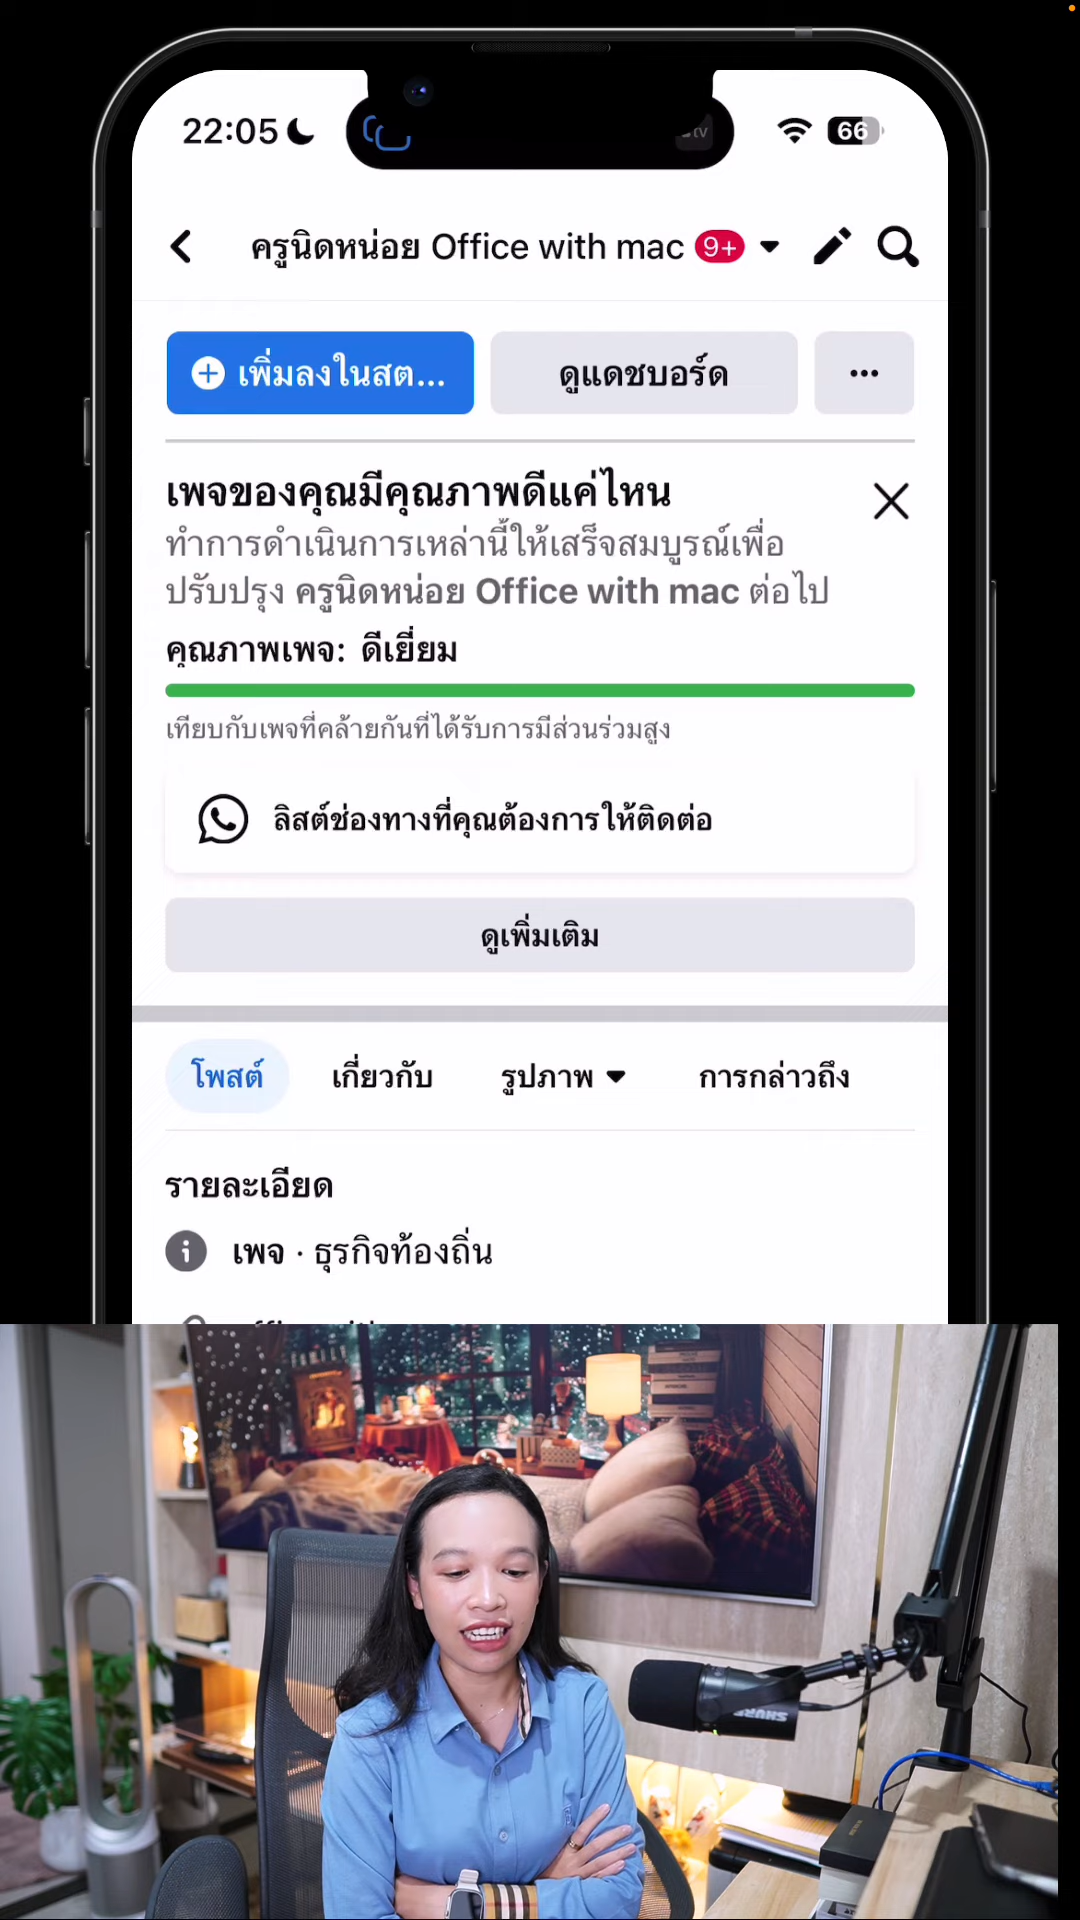 22:05
tv
66
ครูนิดหน่อย Office with mac 9+
เพิ่มลงในสต...
ดูแดชบอร์ด
เพจของคุณมีคุณภาพดีแค่ไหน
ทำการดำเนินการเหล่านี้ให้เสร็จสมบูรณ์เพื่อ
ปรับปรุง ครูนิดหน่อย Office with mac ต่อไป
คุณภาพเพจ: ดีเยี่ยม
เทียบกับเพจที่คล้ายกันที่ได้รับการมีส่วนร่วมสูง
ลิสต์ช่องทางที่คุณต้องการให้ติดต่อ
ดูเพิ่มเติม
โพสต์
เกี่ยวกับ
รูปภาพ
การกล่าวถึง
รายละเอียด
เพจ · ธุรกิจท้องถิ่น
SHURE